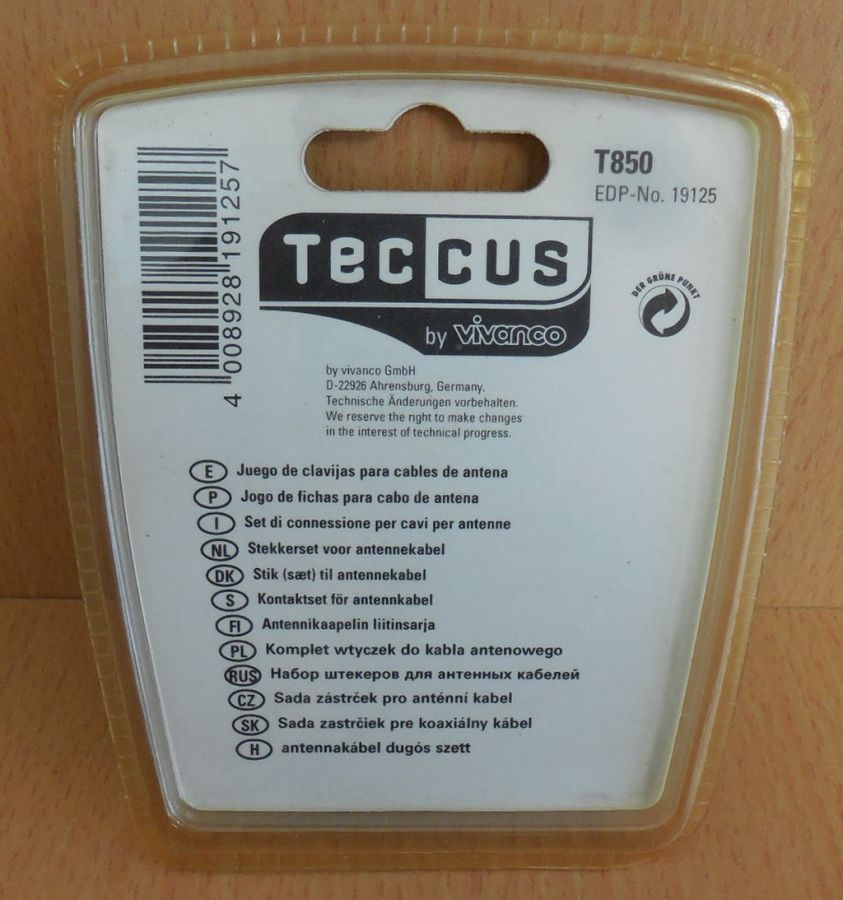 T850
EDP-No. 19125
4 008928 191257
Teccus
by vivanco
DER GRÜNE PUNKT
by vivanco GmbH
D-22926 Ahrensburg, Germany.
Technische Änderungen vorbehalten.
We reserve the right to make changes
in the interest of technical progress.
E Juego de clavijas para cables de antena
P Jogo de fichas para cabo de antena
I Set di connessione per cavi per antenne
NL Stekkerset voor antennekabel
DK Stik (sæt) til antennekabel
S Kontaktset för antennkabel
FI Antennikaapelin liitinsarja
PL Komplet wtyczek do kabla antenowego
RUS Набор штекеров для антенных кабелей
CZ Sada zástrček pro anténní kabel
SK Sada zastrčiek pre koaxiálny kábel
H antennakábel dugós szett